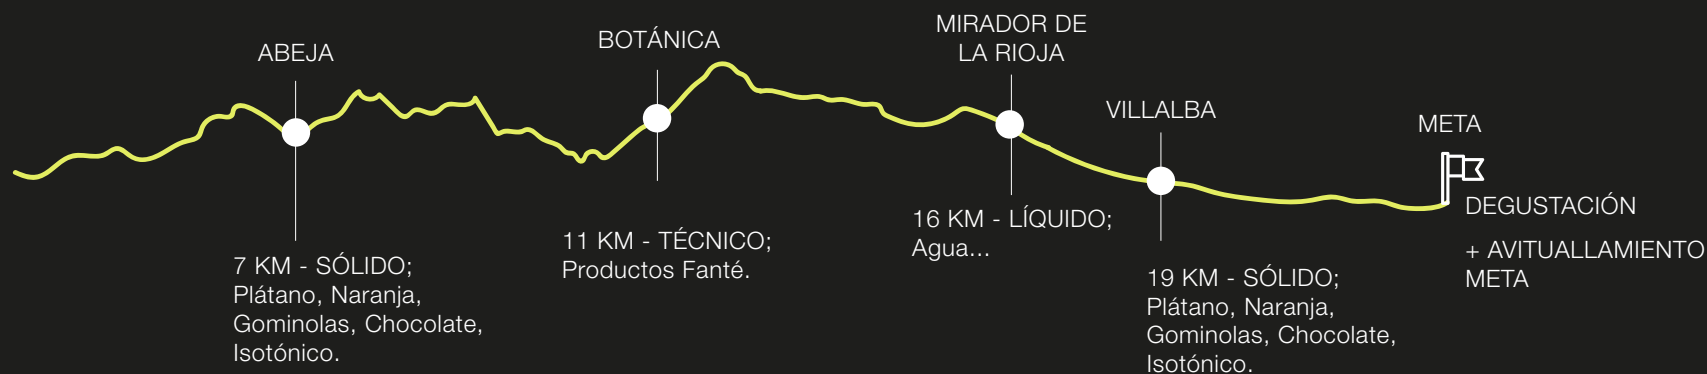 ABEJA
7 KM - SÓLIDO;
Plátano, Naranja,
Gominolas, Chocolate,
Isotónico.
BOTÁNICA
11 KM - TÉCNICO;
Productos Fanté.
MIRADOR DE
LA RIOJA
16 KM - LÍQUIDO;
Agua...
VILLALBA
19 KM - SÓLIDO;
Plátano, Naranja,
Gominolas, Chocolate,
Isotónico.
META
DEGUSTACIÓN
+ AVITUALLAMIENTO
META